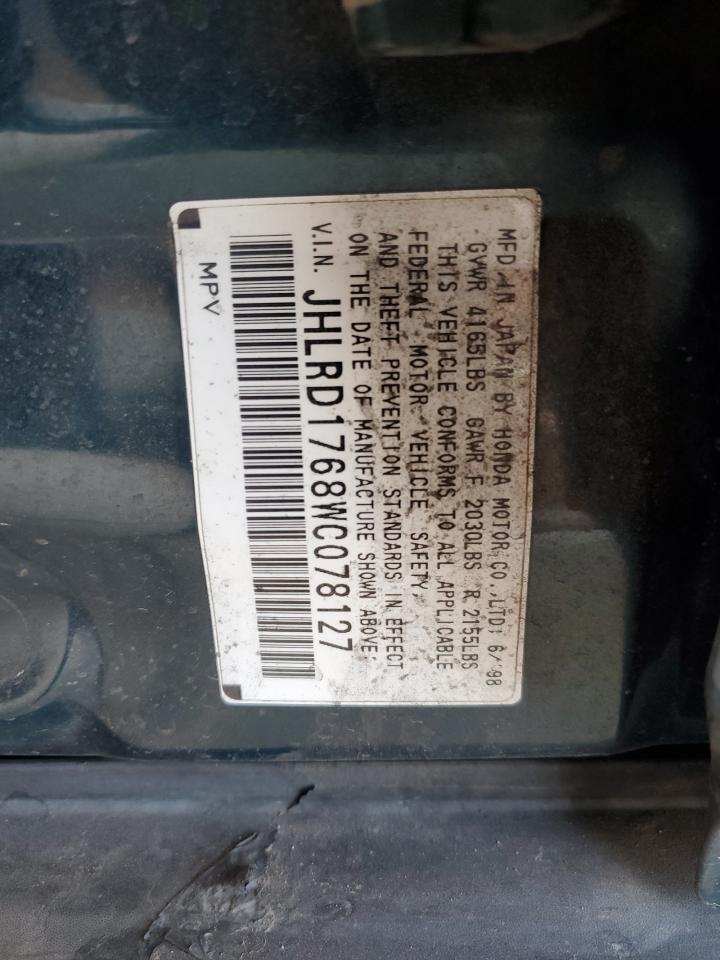 MFD. IN JAPAN BY HONDA MOTOR CO.,LTD; 6/98
GVWR 4165LBS GAWR F 2030LBS R 2155LBS
THIS VEHICLE CONFORMS TO ALL APPLICABLE
FEDERAL MOTOR VEHICLE SAFETY,
AND THEFT PREVENTION STANDARDS IN EFFECT
ON THE DATE OF MANUFACTURE SHOWN ABOVE.
V.I.N. JHLRD1768WC078127
MPV